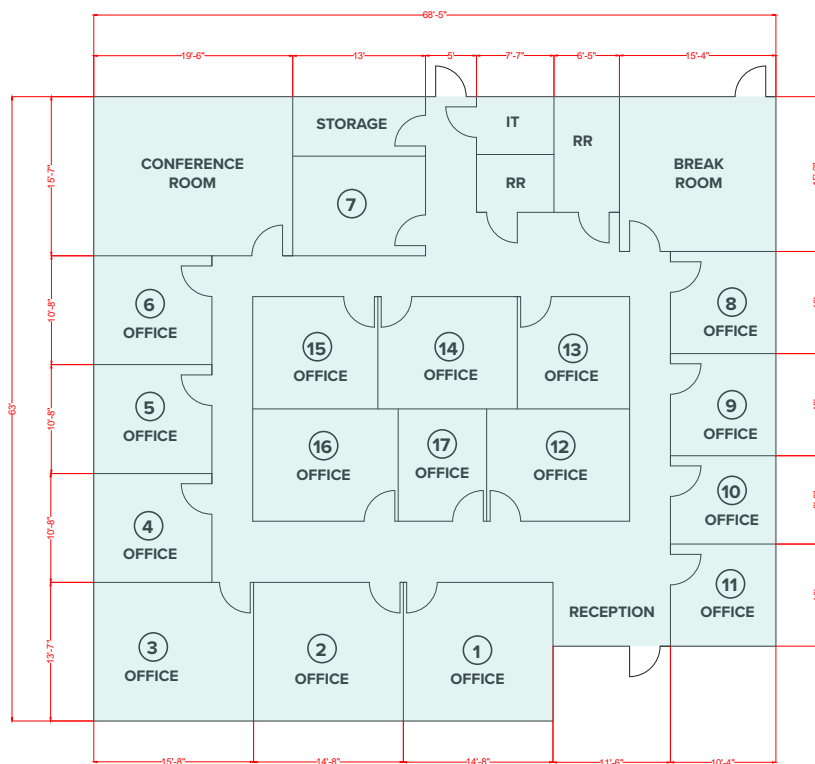 68'-5"
19'-6"
13'
5'
7'-7"
6'-5"
15'-4"
STORAGE
IT
RR
CONFERENCE
ROOM
BREAK
ROOM
15'-7"
7
RR
6
OFFICE
8
OFFICE
10'-8"
15
OFFICE
14
OFFICE
13
OFFICE
5
OFFICE
9
OFFICE
63'
10'-8"
16
OFFICE
17
OFFICE
12
OFFICE
10
OFFICE
4
OFFICE
10'-8"
11
OFFICE
RECEPTION
3
OFFICE
2
OFFICE
1
OFFICE
13'-7"
15'-8"
14'-8"
14'-8"
11'-6"
10'-4"